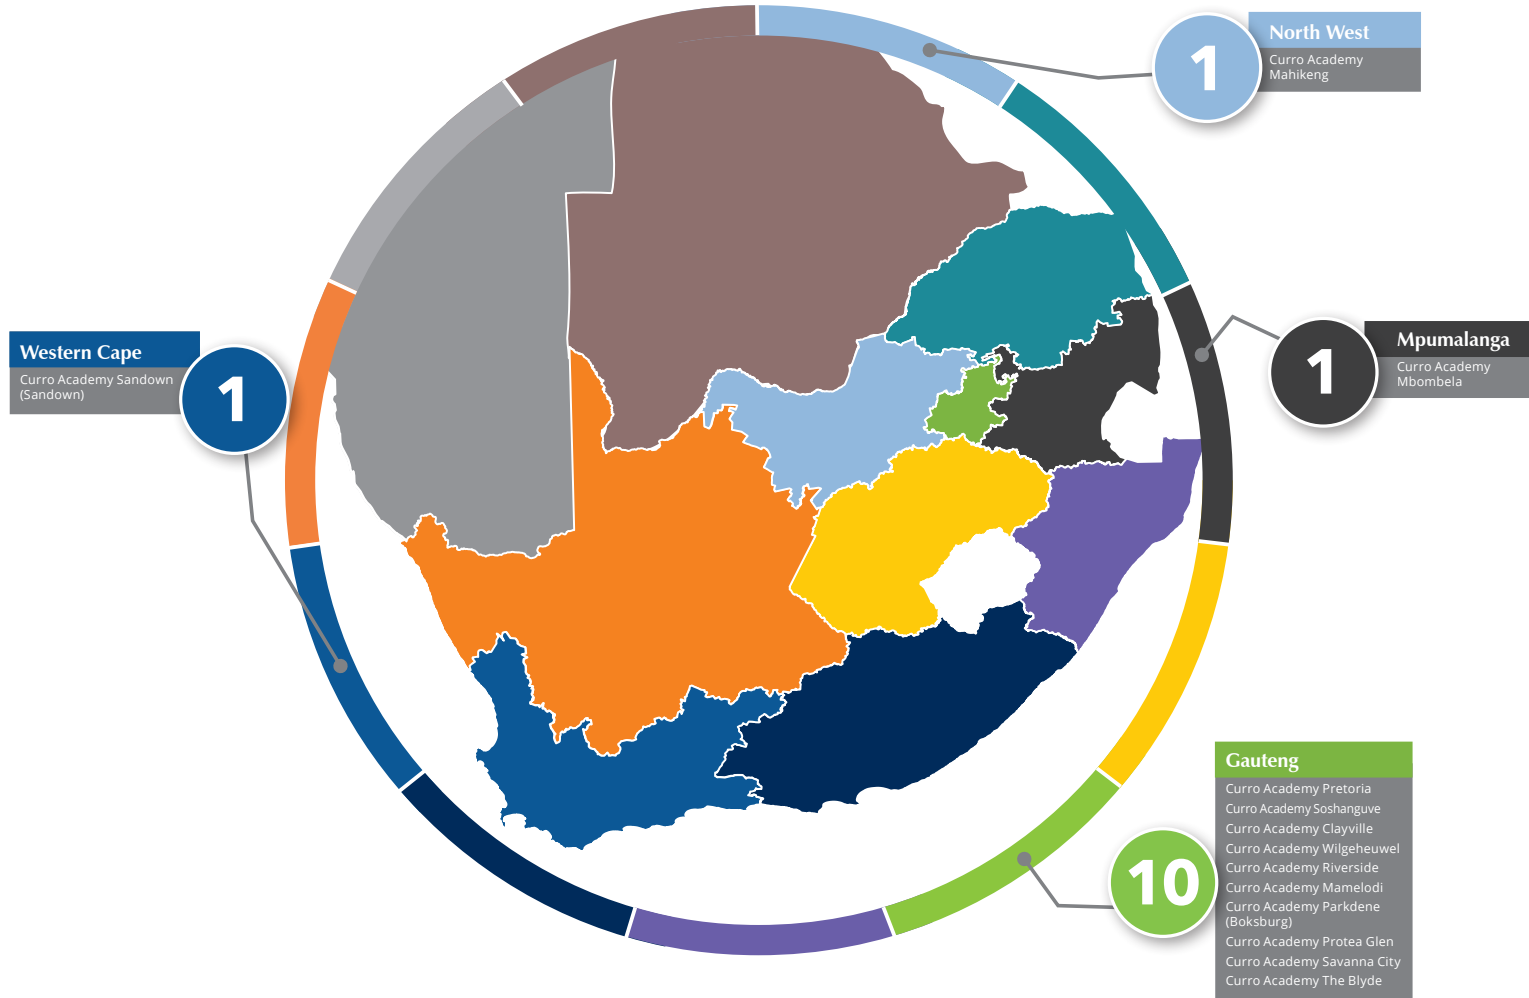 1
North West
Curro Academy
Mahikeng
Western Cape
Curro Academy Sandown
(Sandown)
1
1
Mpumalanga
Curro Academy
Mbombela
10
Gauteng
Curro Academy Pretoria
Curro Academy Soshanguve
Curro Academy Clayville
Curro Academy Wilgeheuwel
Curro Academy Riverside
Curro Academy Mamelodi
Curro Academy Parkdene
(Boksburg)
Curro Academy Protea Glen
Curro Academy Savanna City
Curro Academy The Blyde